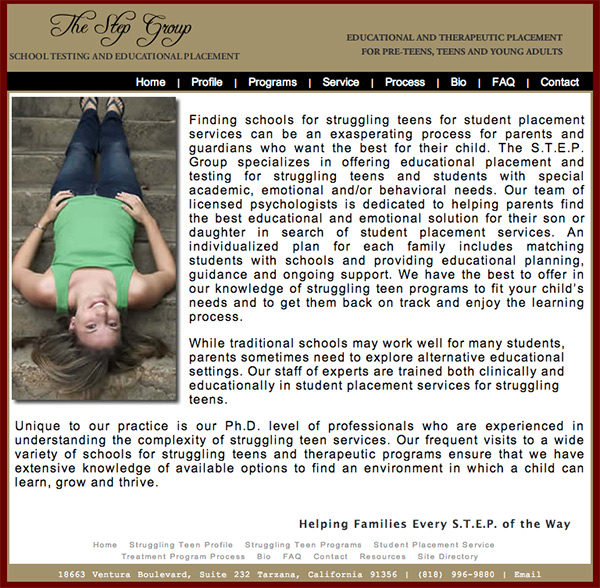 The Step Group
SCHOOL TESTING AND EDUCATIONAL PLACEMENT
EDUCATIONAL AND THERAPEUTIC PLACEMENT
FOR PRE-TEENS, TEENS AND YOUNG ADULTS
Home | Profile | Programs | Service | Process | Bio | FAQ | Contact
Finding schools for struggling teens for student placement
services can be an exasperating process for parents and
guardians who want the best for their child. The S.T.E.P.
Group specializes in offering educational placement and
testing for struggling teens and students with special
academic, emotional and/or behavioral needs. Our team of
licensed psychologists is dedicated to helping parents find
the best educational and emotional solution for their son or
daughter in search of student placement services. An
individualized plan for each family includes matching
students with schools and providing educational planning,
guidance and ongoing support. We have the best to offer in
our knowledge of struggling teen programs to fit your child's
needs and to get them back on track and enjoy the learning
process.
While traditional schools may work well for many students,
parents sometimes need to explore alternative educational
settings. Our staff of experts are trained both clinically and
educationally in student placement services for struggling
teens.
Unique to our practice is our Ph.D. level of professionals who are experienced in
understanding the complexity of struggling teen services. Our frequent visits to a wide
variety of schools for struggling teens and therapeutic programs ensure that we have
extensive knowledge of available options to find an environment in which a child can
learn, grow and thrive.
Helping Families Every S.T.E.P. of the Way
Home Struggling Teen Profile Struggling Teen Programs Student Placement Service
Treatment Program Process Bio FAQ Contact Resources Site Directory
18663 Ventura Boulevard, Suite 232 Tarzana, California 91356 | (818) 996-9880 | Email